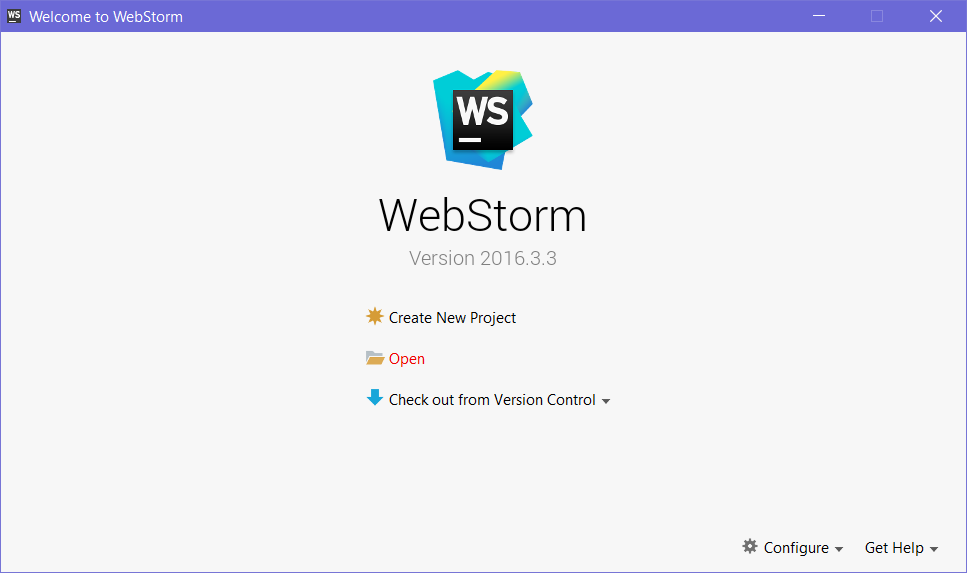 WS Welcome to WebStorm
WS
WebStorm
Version 2016.3.3
Create New Project
Open
Check out from Version Control
Configure Get Help